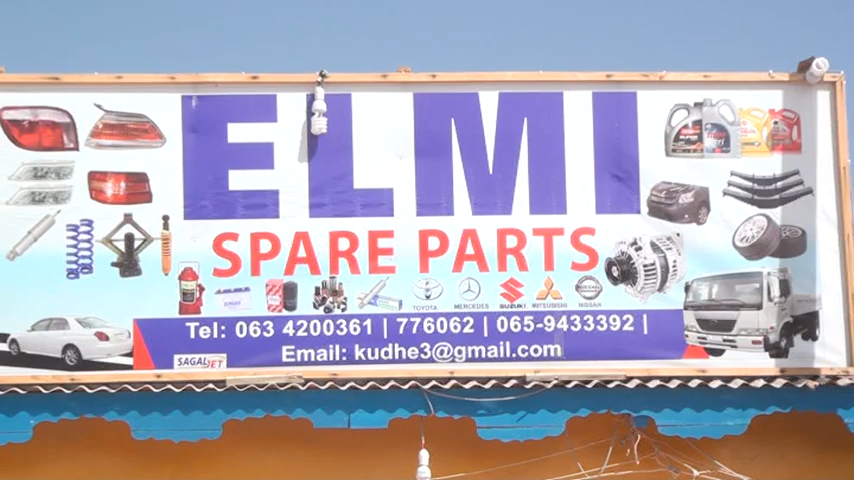 ELMI
SPARE PARTS
TOYOTA MERCEDES SUZUKI MITSUBISHI NISSAN
Tel: 063 4200361 | 776062 | 065-9433392 |
Email: kudhe3@gmail.com
SAGALJET